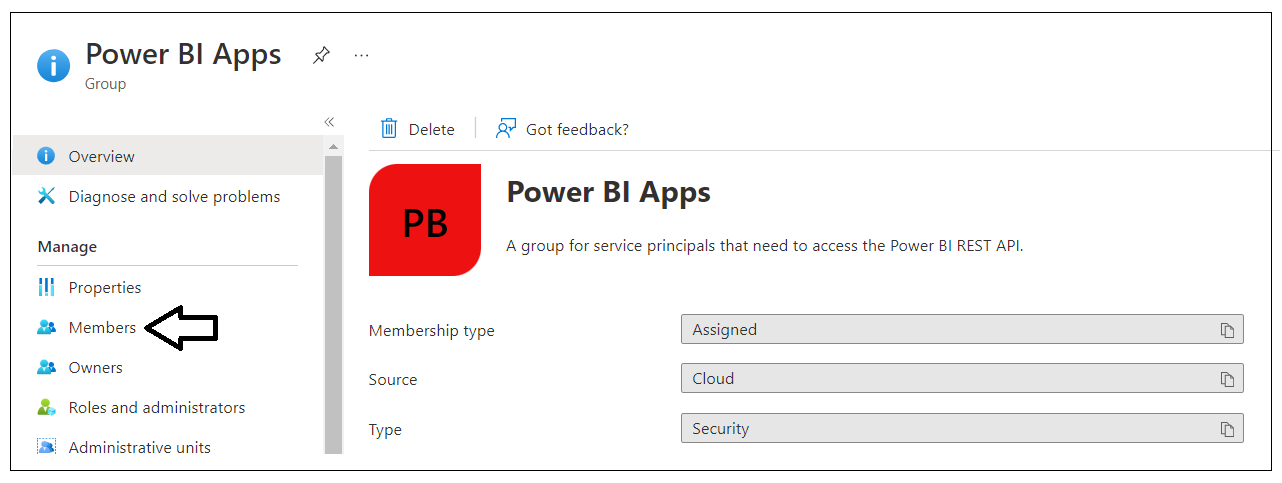 Power BI Apps
...
Group
«
Overview
Diagnose and solve problems
Manage
Properties
Members
Owners
Roles and administrators
Administrative units
Delete
Got feedback?
PB
Power BI Apps
A group for service principals that need to access the Power BI REST API.
Membership type Assigned
Source Cloud
Type Security